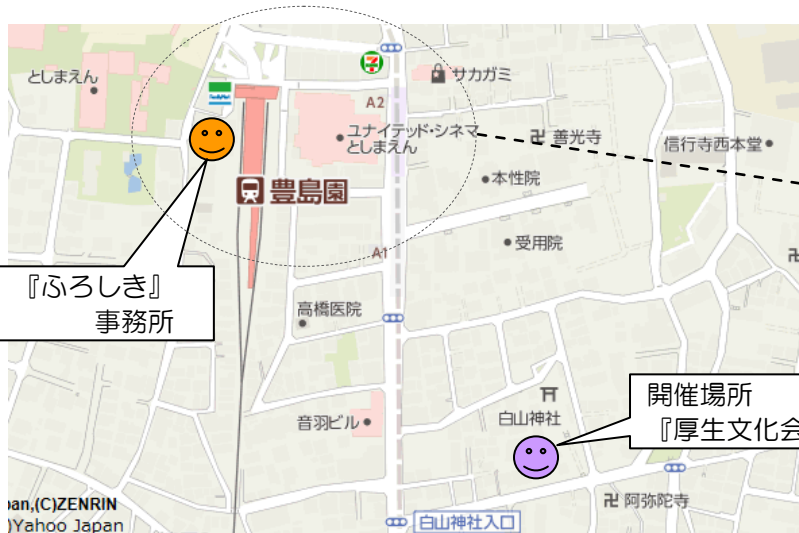 としまえん
サカガミ
A2
ユナイテッド・シネマ
としまえん
善光寺
信行寺西本堂
本性院
豊島園
受用院
A1
『ふろしき』
事務所
高橋医院
開催場所
『厚生文化会
白山神社
音羽ビル
阿弥陀寺
白山神社入口
pan,(C)ZENRIN
)Yahoo Japan